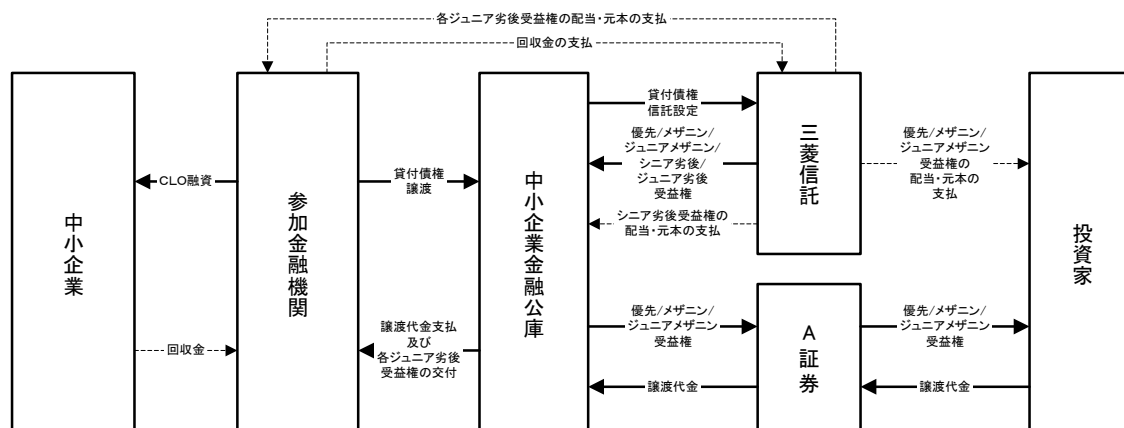 各ジュニア劣後受益権の配当・元本の支払
回収金の支払
中小企業
CLO融資
回収金
参加金融機関
貸付債権
譲渡
譲渡代金支払
及び
各ジュニア劣後
受益権の交付
中小企業金融公庫
貸付債権
信託設定
優先/メザニン/
ジュニアメザニン/
シニア劣後/
ジュニア劣後
受益権
シニア劣後受益権の
配当・元本の支払
優先/メザニン/
ジュニアメザニン
受益権
譲渡代金
三菱信託
A証券
優先/メザニン/
ジュニアメザニン
受益権の
配当・元本の
支払
優先/メザニン/
ジュニアメザニン
受益権
譲渡代金
投資家